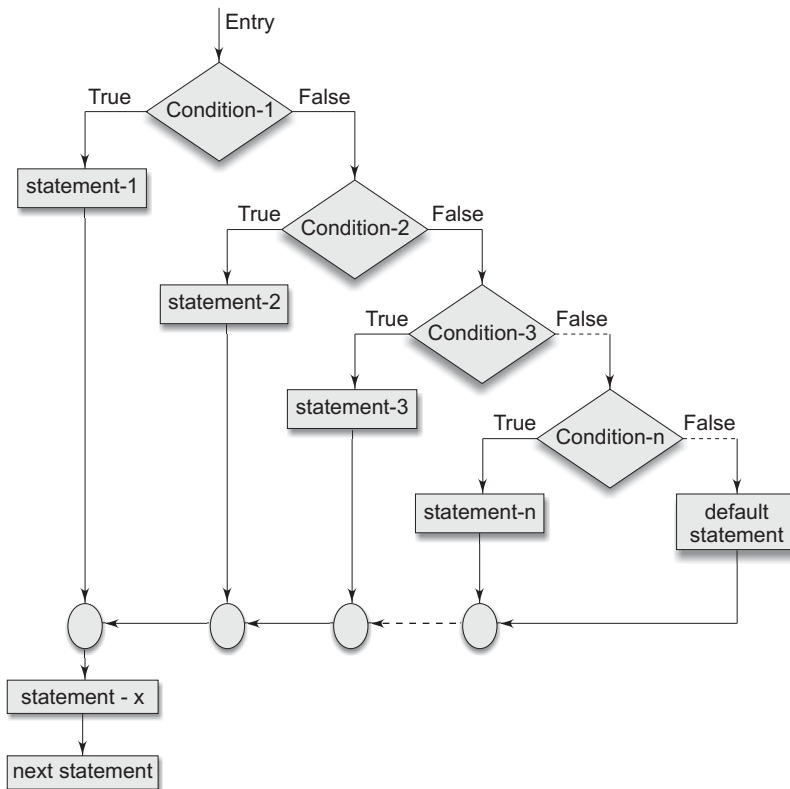 Entry
True
Condition-1
False
statement-1
True
Condition-2
False
statement-2
True
Condition-3
False
statement-3
True
Condition-n
False
statement-n
default
statement
statement - x
next statement